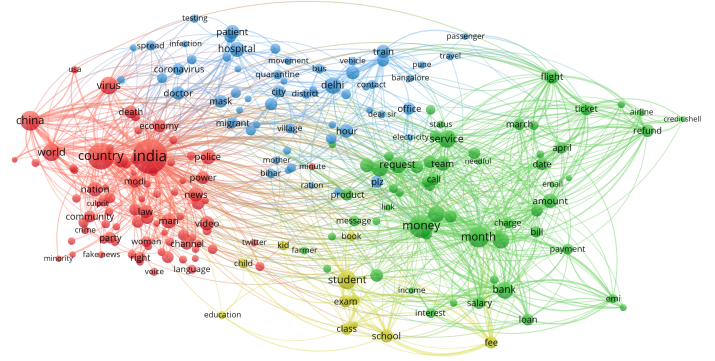 testing
patient
passenger
spread
infection
hospital
train
travel
usa
coronavirus
movement
vehicle
pune
quarantine
bus
bangalore
flight
virus
doctor
delhi
contact
city
district
mask
office
ticket
death
dear sir
airline
china
economy
migrant
village
hour
status
march
credit-shell
refund
electricity
service
world
country
india
police
mother
minute
request
team
needful
april
date
modi
power
bihar
plz
call
email
nation
ration
news
product
culprit
link
amount
community
law
man
video
message
charge
crime
money
bill
party
woman
channel
twitter
kid
book
month
farmer
payment
minority
fake news
right
child
voice
language
student
income
bank
emi
exam
salary
education
interest
loan
class
school
fee